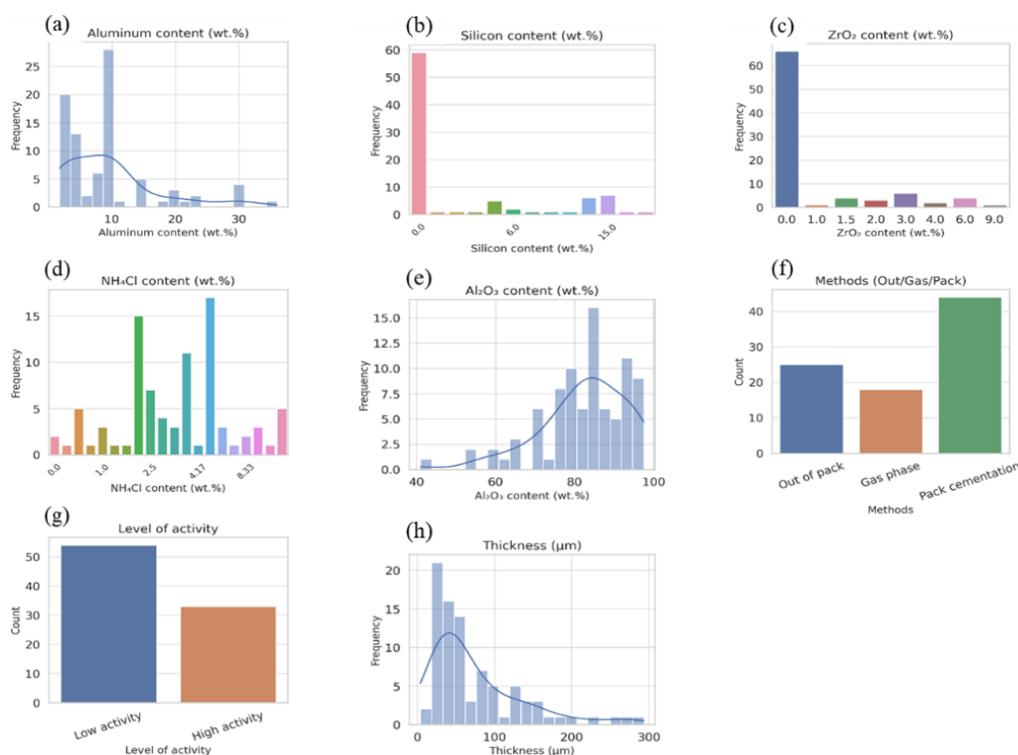 (a)
Aluminum content (wt.%)
25
20
15
10
5
0
Frequency
10
20
30
Aluminum content (wt.%)
(b)
Silicon content (wt.%)
60
50
40
30
20
10
0
Frequency
0.0
6.0
15.0
Silicon content (wt.%)
(c)
ZrO₂ content (wt.%)
60
50
40
30
20
10
0
Frequency
0.0 1.0 1.5 2.0 3.0 4.0 6.0 9.0
ZrO₂ content (wt.%)
(d)
NH₄Cl content (wt.%)
15
10
5
0
Frequency
0.0
1.0
2.5
4.17
8.33
NH₄Cl content (wt.%)
(e)
Al₂O₃ content (wt.%)
15.0
12.5
10.0
7.5
5.0
2.5
0.0
Frequency
40 60 80 100
Al₂O₃ content (wt.%)
(f)
Methods (Out/Gas/Pack)
40
30
20
10
0
Count
Out of pack
Gas phase
Pack cementation
Methods
(g)
Level of activity
50
40
30
20
10
0
Count
Low activity
High activity
Level of activity
(h)
Thickness (μm)
20
15
10
5
0
Frequency
0 100 200 300
Thickness (μm)